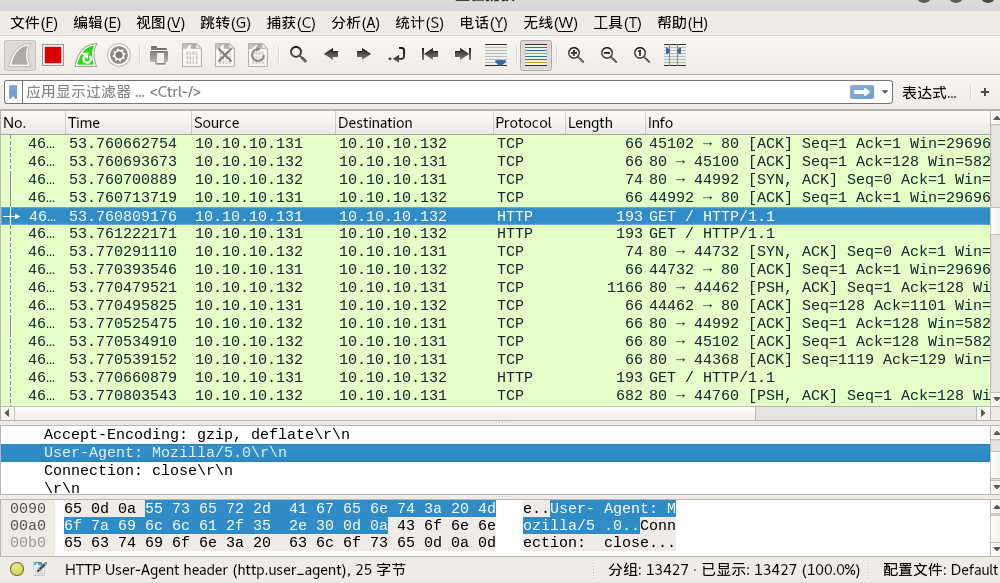 文件(F) 编辑(E) 视图(V) 跳转(G) 捕获(C) 分析(A) 统计(S) 电话(Y) 无线(W) 工具(T) 帮助(H)
应用显示过滤器 ... <Ctrl-/> 表达式… +
No. Time Source Destination Protocol Length Info
46… 53.760662754 10.10.10.131 10.10.10.132 TCP 66 45102 → 80 [ACK] Seq=1 Ack=1 Win=29696
46… 53.760693673 10.10.10.132 10.10.10.131 TCP 66 80 → 45100 [ACK] Seq=1 Ack=128 Win=582
46… 53.760700889 10.10.10.132 10.10.10.131 TCP 74 80 → 44992 [SYN, ACK] Seq=0 Ack=1 Win=
46… 53.760713719 10.10.10.131 10.10.10.132 TCP 66 44992 → 80 [ACK] Seq=1 Ack=1 Win=29696
46… 53.760809176 10.10.10.131 10.10.10.132 HTTP 193 GET / HTTP/1.1
46… 53.761222171 10.10.10.131 10.10.10.132 HTTP 193 GET / HTTP/1.1
46… 53.770291110 10.10.10.132 10.10.10.131 TCP 74 80 → 44732 [SYN, ACK] Seq=0 Ack=1 Win=
46… 53.770393546 10.10.10.131 10.10.10.132 TCP 66 44732 → 80 [ACK] Seq=1 Ack=1 Win=29696
46… 53.770479521 10.10.10.132 10.10.10.131 TCP 1166 80 → 44462 [PSH, ACK] Seq=1 Ack=128 Wi
46… 53.770495825 10.10.10.131 10.10.10.132 TCP 66 44462 → 80 [ACK] Seq=128 Ack=1101 Win=
46… 53.770525475 10.10.10.132 10.10.10.131 TCP 66 80 → 44992 [ACK] Seq=1 Ack=128 Win=582
46… 53.770534910 10.10.10.132 10.10.10.131 TCP 66 80 → 45102 [ACK] Seq=1 Ack=128 Win=582
46… 53.770539152 10.10.10.132 10.10.10.131 TCP 66 80 → 44368 [ACK] Seq=1119 Ack=129 Win=
46… 53.770660879 10.10.10.131 10.10.10.132 HTTP 193 GET / HTTP/1.1
46… 53.770803543 10.10.10.132 10.10.10.131 TCP 682 80 → 44760 [PSH, ACK] Seq=1 Ack=128 Wi
Accept-Encoding: gzip, deflate\r\n
User-Agent: Mozilla/5.0\r\n
Connection: close\r\n
\r\n
0090 65 0d 0a 55 73 65 72 2d 41 67 65 6e 74 3a 20 4d e..User- Agent: M
00a0 6f 7a 69 6c 6c 61 2f 35 2e 30 0d 0a 43 6f 6e 6e ozilla/5 .0..Conn
00b0 65 63 74 69 6f 6e 3a 20 63 6c 6f 73 65 0d 0a 0d ection: close...
HTTP User-Agent header (http.user_agent), 25 字节 分组: 13427 · 已显示: 13427 (100.0%) 配置文件: Default